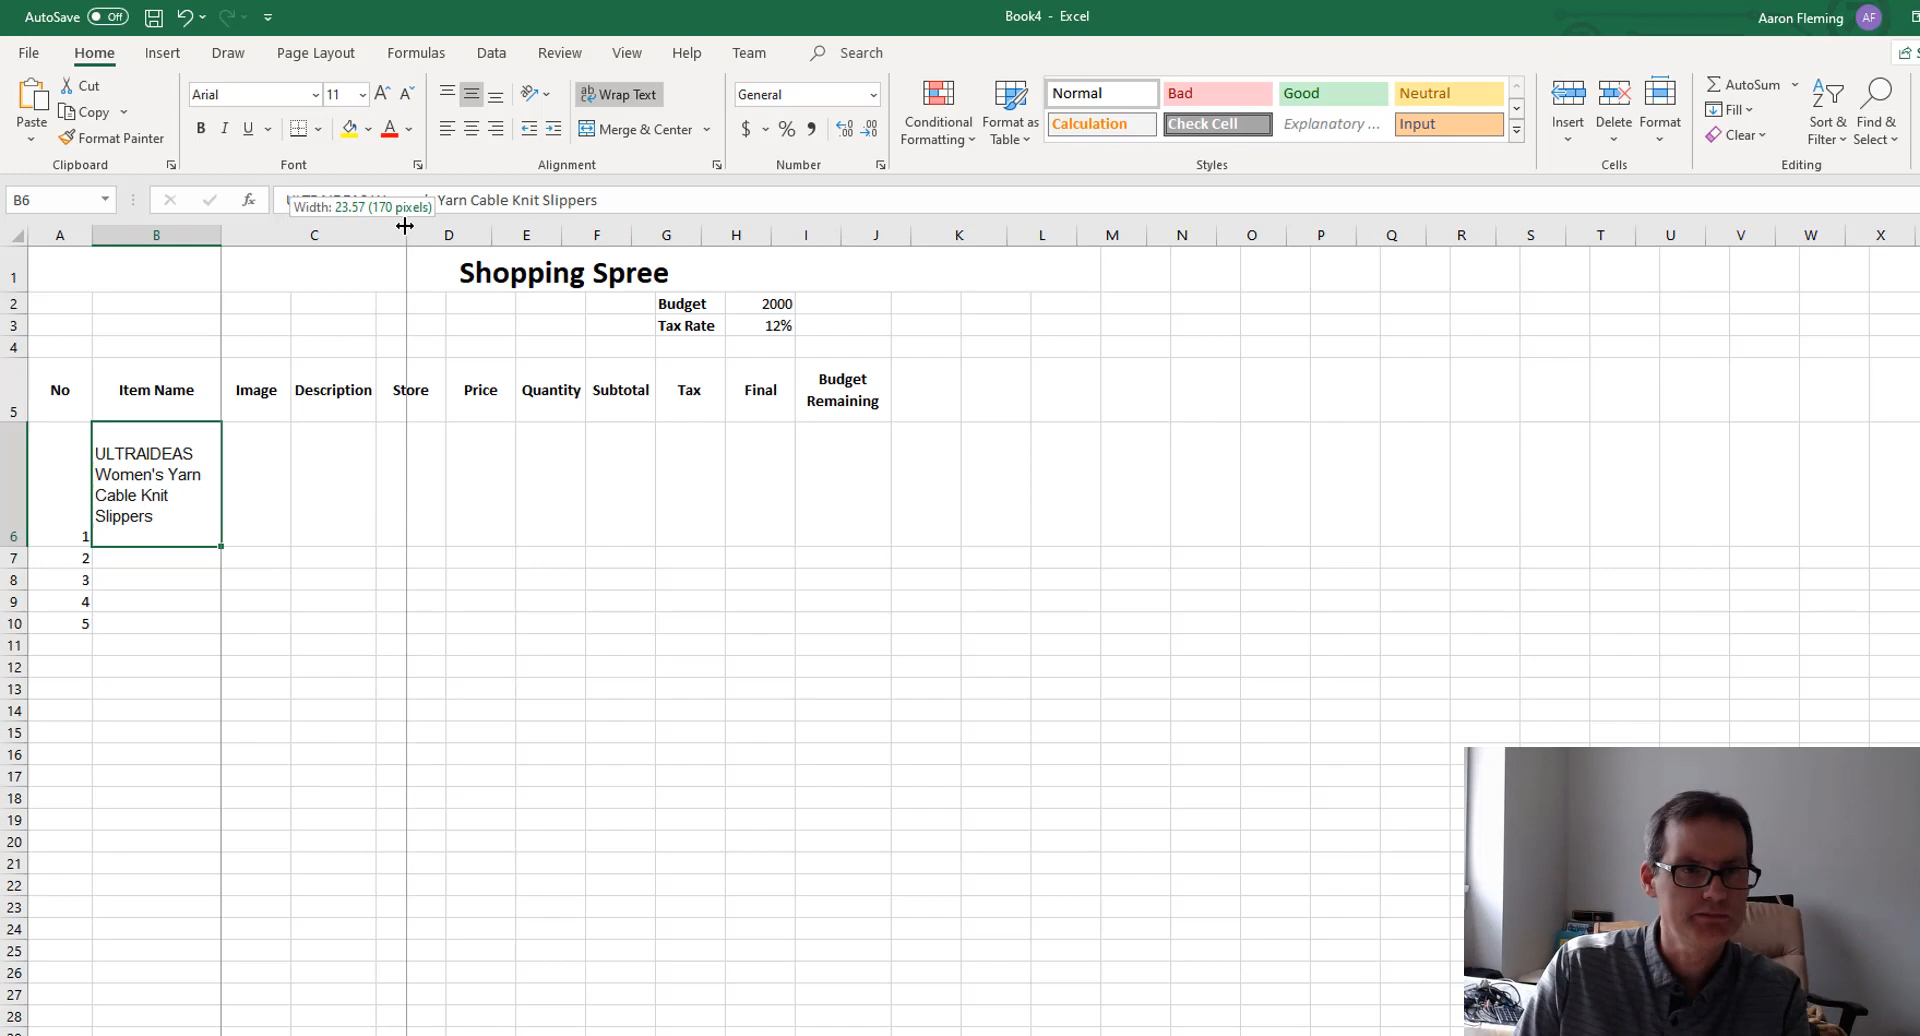 AutoSave Off
Book4 - Excel
Aaron Fleming AF
File Home Insert Draw Page Layout Formulas Data Review View Help Team Search
Paste
Cut
Copy
Format Painter
Clipboard
Arial 11
B I U
Font
Wrap Text
Merge & Center
Alignment
General
$ % ,
Number
Conditional Formatting
Format as Table
Normal Bad Good Neutral
Calculation Check Cell Explanatory ... Input
Styles
Insert Delete Format
Cells
AutoSum
Fill
Clear
Sort & Filter
Find & Select
Editing
B6 fx Yarn Cable Knit Slippers
Width: 23.57 (170 pixels)
A B C D E F G H I J K L M N O P Q R S T U V W X
1 Shopping Spree
2 Budget 2000
3 Tax Rate 12%
4
5 No Item Name Image Description Store Price Quantity Subtotal Tax Final Budget Remaining
6 1 ULTRAIDEAS
Women's Yarn
Cable Knit
Slippers
7 2
8 3
9 4
10 5
11
12
13
14
15
16
17
18
19
20
21
22
23
24
25
26
27
28